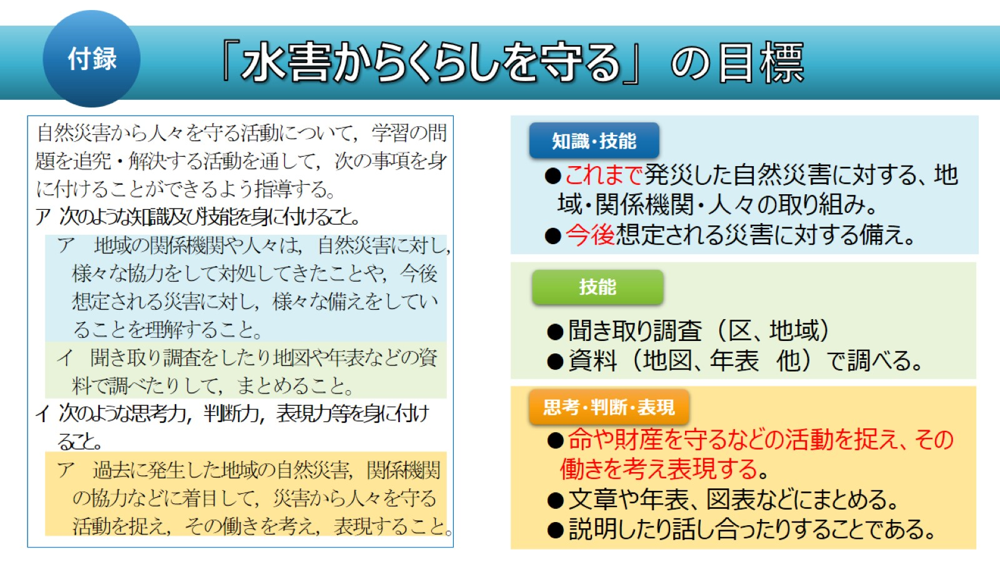 付録
「水害からくらしを守る」の目標
自然災害から人々を守る活動について，学習の問
題を追究・解決する活動を通して，次の事項を身
に付けることができるよう指導する。
ア 次のような知識及び技能を身に付けること。
ア　地域の関係機関や人々は，自然災害に対し，
様々な協力をして対処してきたことや，今後
想定される災害に対し，様々な備えをしてい
ることを理解すること。
イ　聞き取り調査をしたり地図や年表などの資
料で調べたりして，まとめること。
イ 次のような思考力，判断力，表現力等を身に付け
ること。
ア　過去に発生した地域の自然災害，関係機関
の協力などに着目して，災害から人々を守る
活動を捉え，その働きを考え，表現すること。
知識・技能
●これまで発災した自然災害に対する、地
域・関係機関・人々の取り組み。
●今後想定される災害に対する備え。
技能
●聞き取り調査（区、地域）
●資料（地図、年表　他）で調べる。
思考・判断・表現
●命や財産を守るなどの活動を捉え、その
働きを考え表現する。
●文章や年表、図表などにまとめる。
●説明したり話し合ったりすることである。